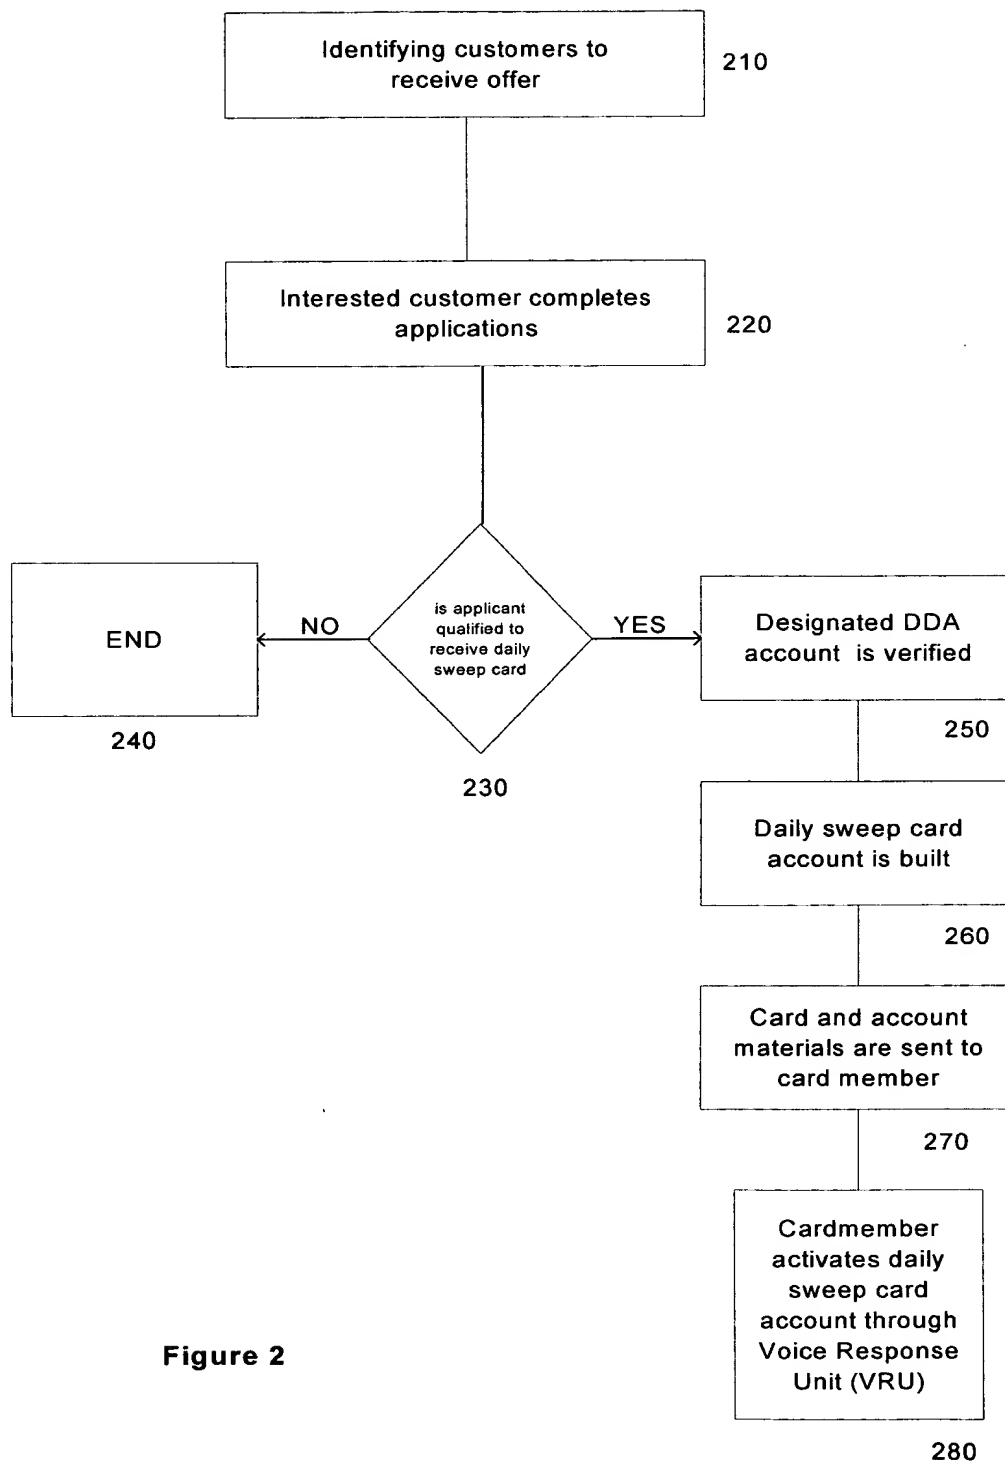 Identifying customers to
receive offer
210
Interested customer completes
applications
220
is applicant
qualified to
receive daily
sweep card
NO
YES
END
240
230
Designated DDA
account is verified
250
Daily sweep card
account is built
260
Card and account
materials are sent to
card member
270
Cardmember
activates daily
sweep card
account through
Voice Response
Unit (VRU)
280
Figure 2